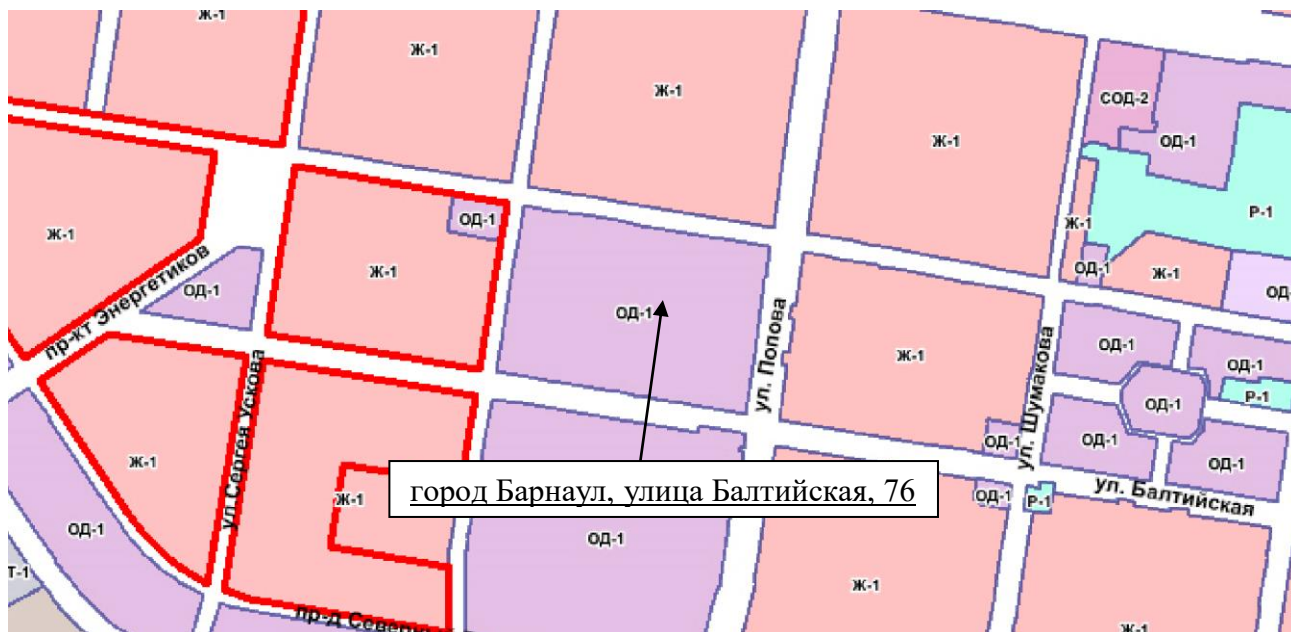 Ж-1
Ж-1
Ж-1
СОД-2
ОД-1
Ж-1
Р-1
ОД-1
Ж-1
Ж-1
Ж-1
ОД-1
Ж-1
ОД-
пр-кт Энергетиков
ОД-1
ОД-1
ул. Попова
Ж-1
ул. Шумакова
ОД-1
ОД-1
Р-1
ОД-1
ул.Сергея Ускова
ОД-1
ОД-1
ОД-1
Ж-1
город Барнаул, улица Балтийская, 76
Ж-1
ОД-1
Р-1
ул. Балтийская
ОД-1
ОД-1
Т-1
Ж-1
Ж-1